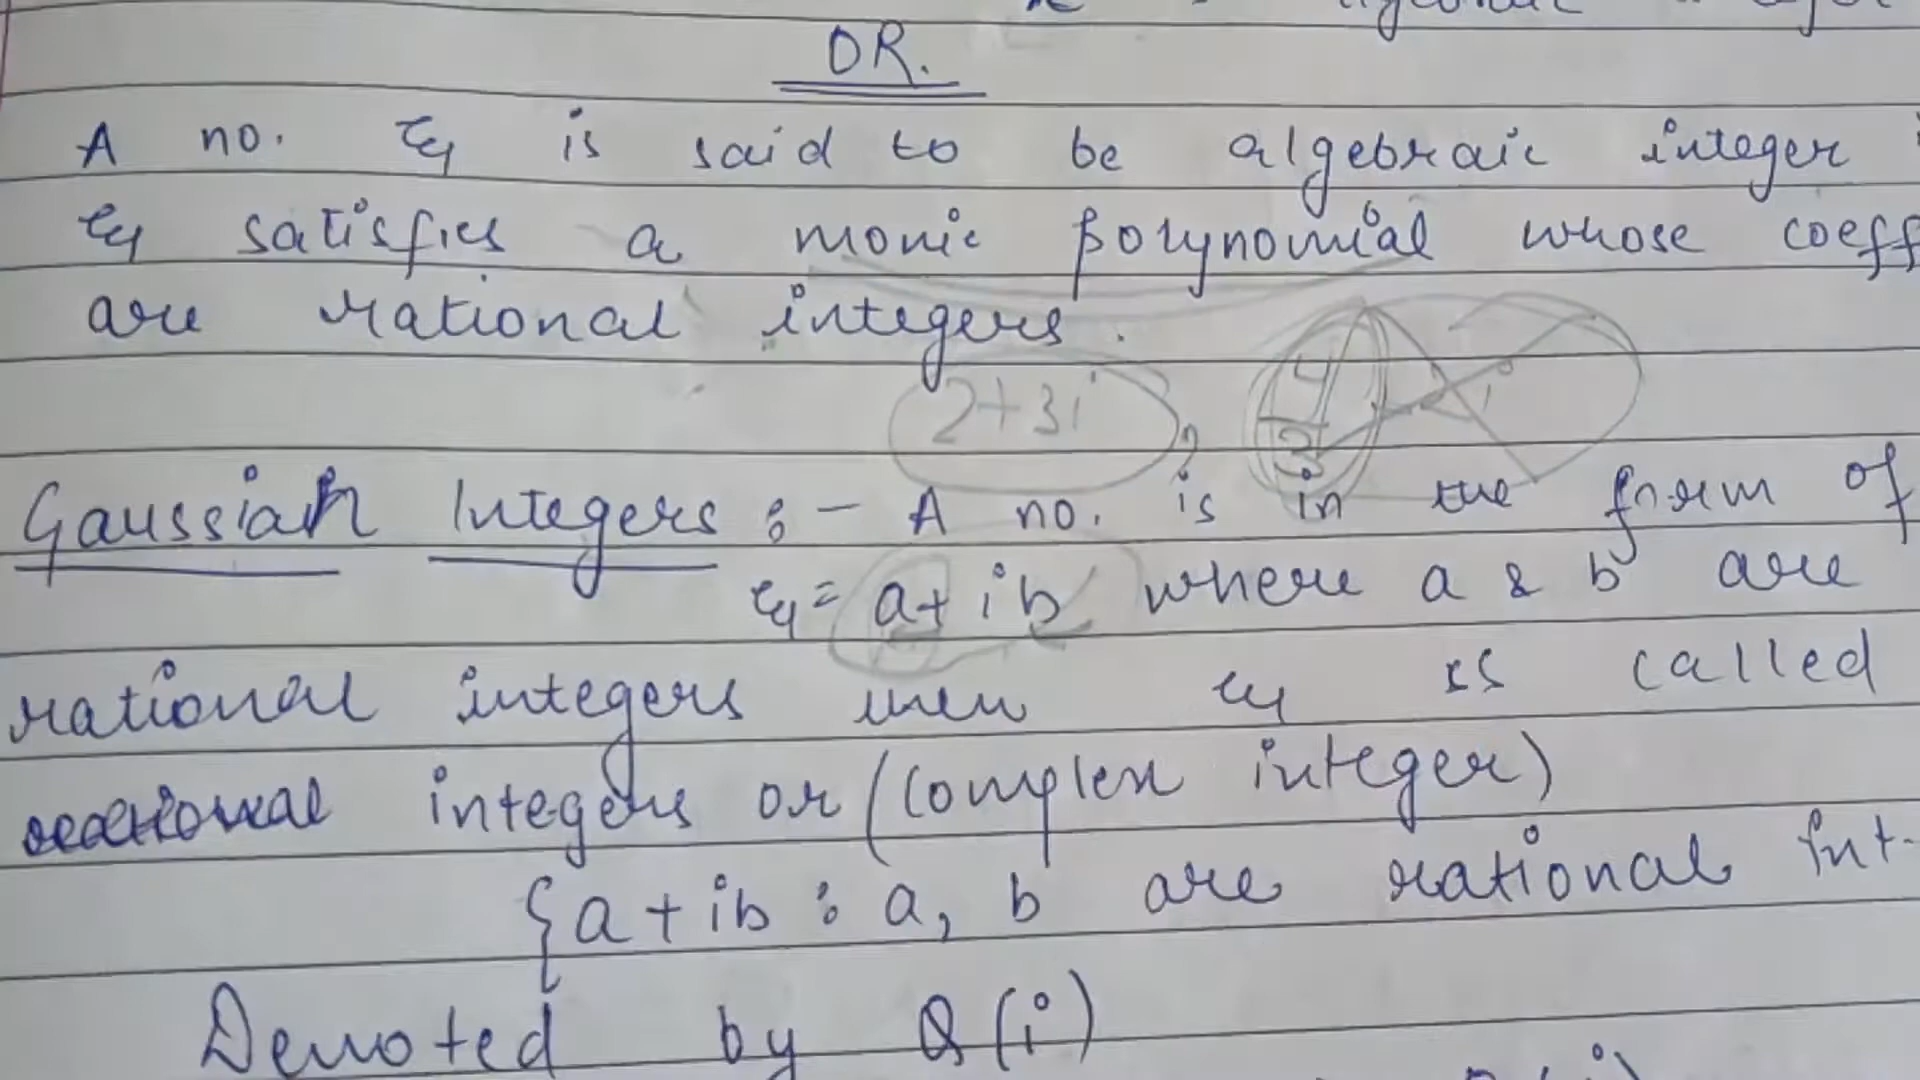 OR.
A no. ξ is said to be algebraic integer
ξ satisfies a monic polynomial whose coeff
are rational integers.
2+3i,
Gaussian Integers :- A no. is in the form of
ξ = a+ib where a & b are
rational integers then ξ is called
integers or (complex integer)
{a+ib : a, b are rational int.
Denoted by Q(i)